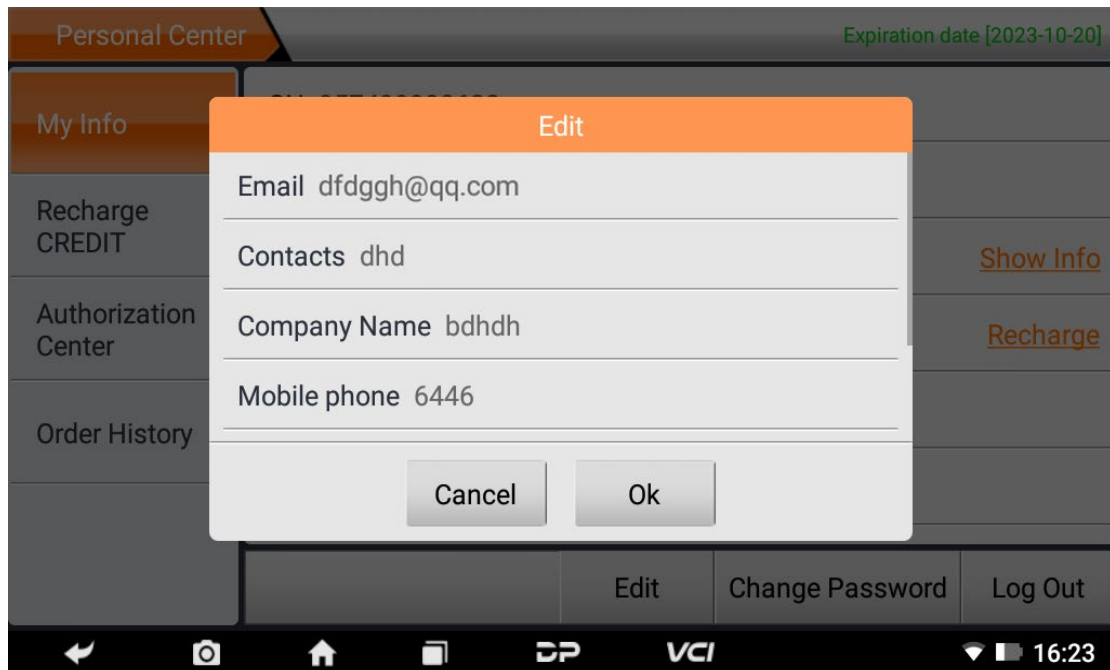 Personal Center
Expiration date [2023-10-20]
My Info
Recharge
CREDIT
Authorization
Center
Order History
Edit
Email dfdggh@qq.com
Contacts dhd
Company Name bdhdh
Mobile phone 6446
Cancel
Ok
Show Info
Recharge
Edit
Change Password
Log Out
DP
VCI
16:23